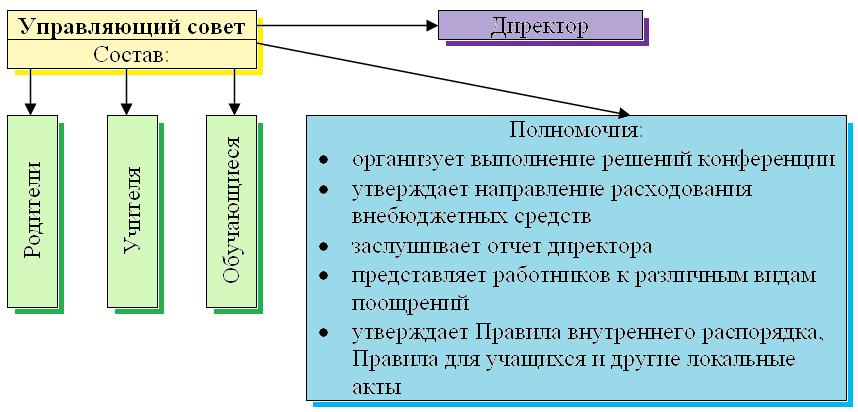 Управляющий совет
Состав:
Директор
Родители
Учителя
Обучающиеся
Полномочия:
• организует выполнение решений конференции
• утверждает направление расходования
внебюджетных средств
• заслушивает отчет директора
• представляет работников к различным видам
поощрений
• утверждает Правила внутреннего распорядка,
Правила для учащихся и другие локальные
акты